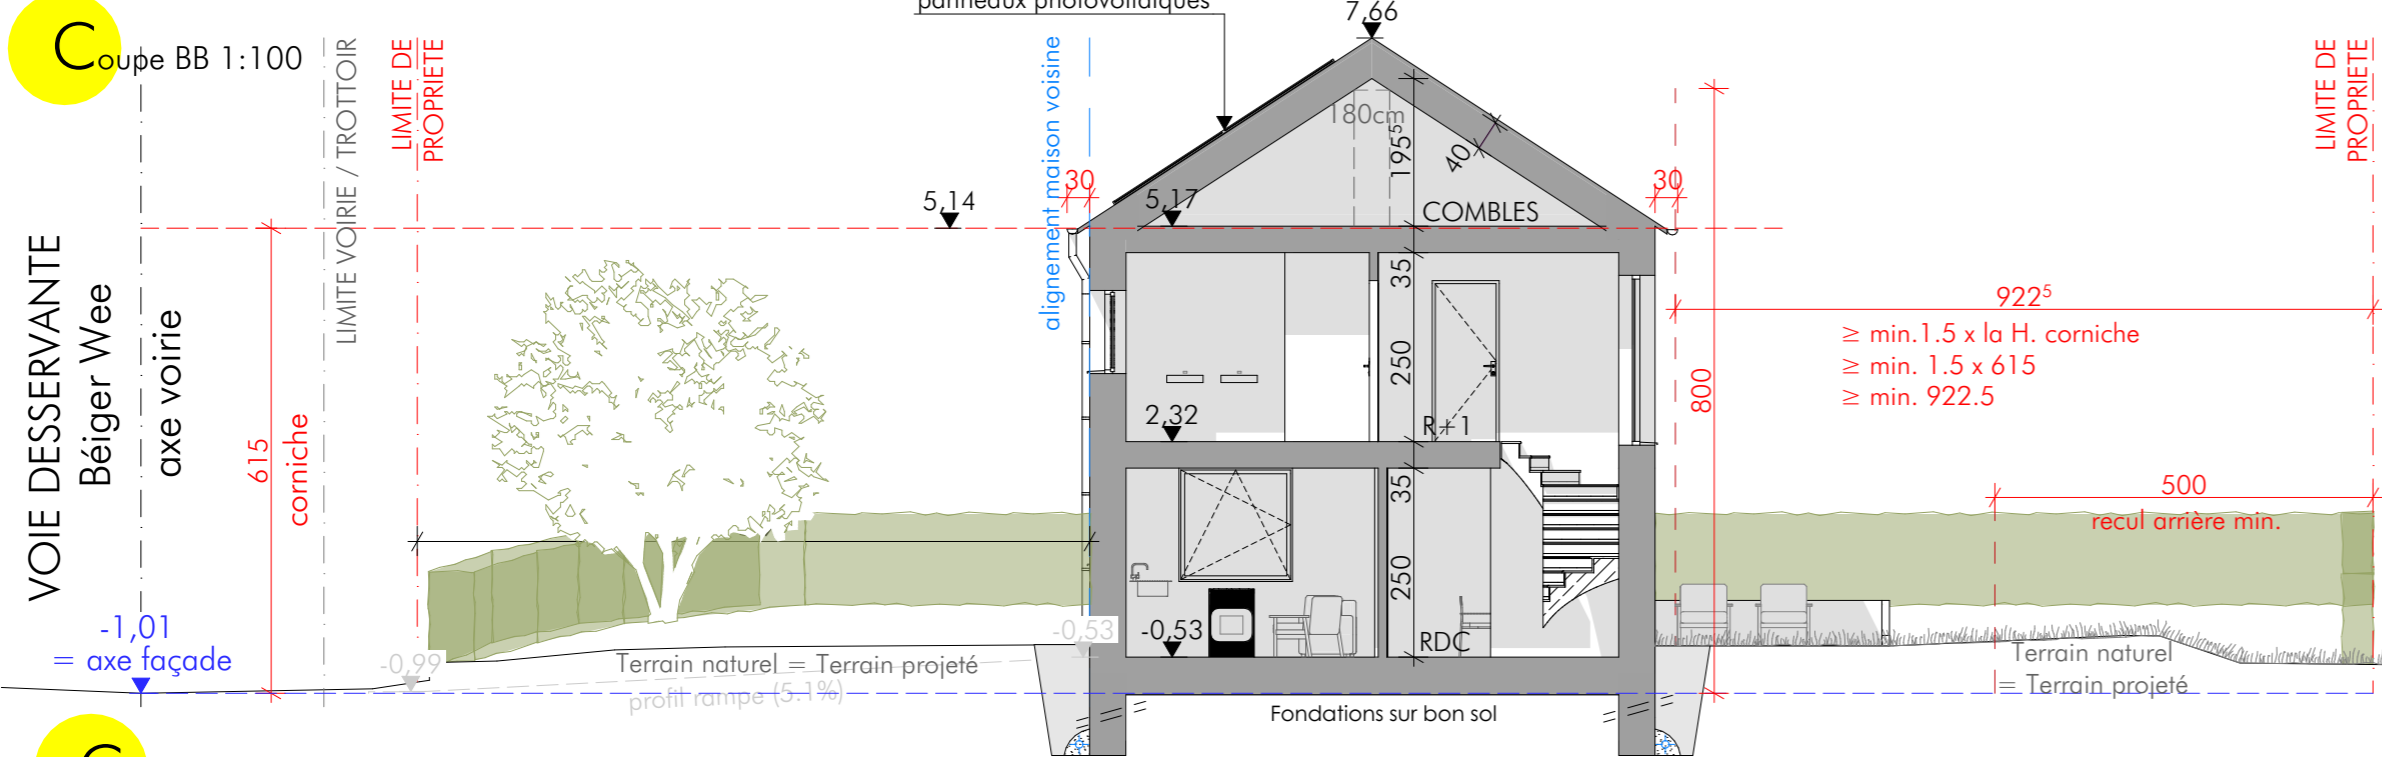 panneaux photovoltaïques
7,66
Coupe BB 1:100
LIMITE VOIRIE / TROTTOIR
LIMITE DE
PROPRIETE
alignement maison voisine
LIMITE DE
PROPRIETE
180cm
195⁵
40
30
30
5,14
5,17
COMBLES
VOIE DESSERVANTE
Béiger Wee
axe voirie
615
corniche
35
250
800
922⁵
≥ min.1.5 x la H. corniche
≥ min. 1.5 x 615
≥ min. 922.5
2,32
R+1
35
250
500
recul arrière min.
-1,01
= axe façade
-0,99
-0,53
-0,53
RDC
Terrain naturel = Terrain projeté
profil rampe (5.1%)
Terrain naturel
= Terrain projeté
Fondations sur bon sol
C